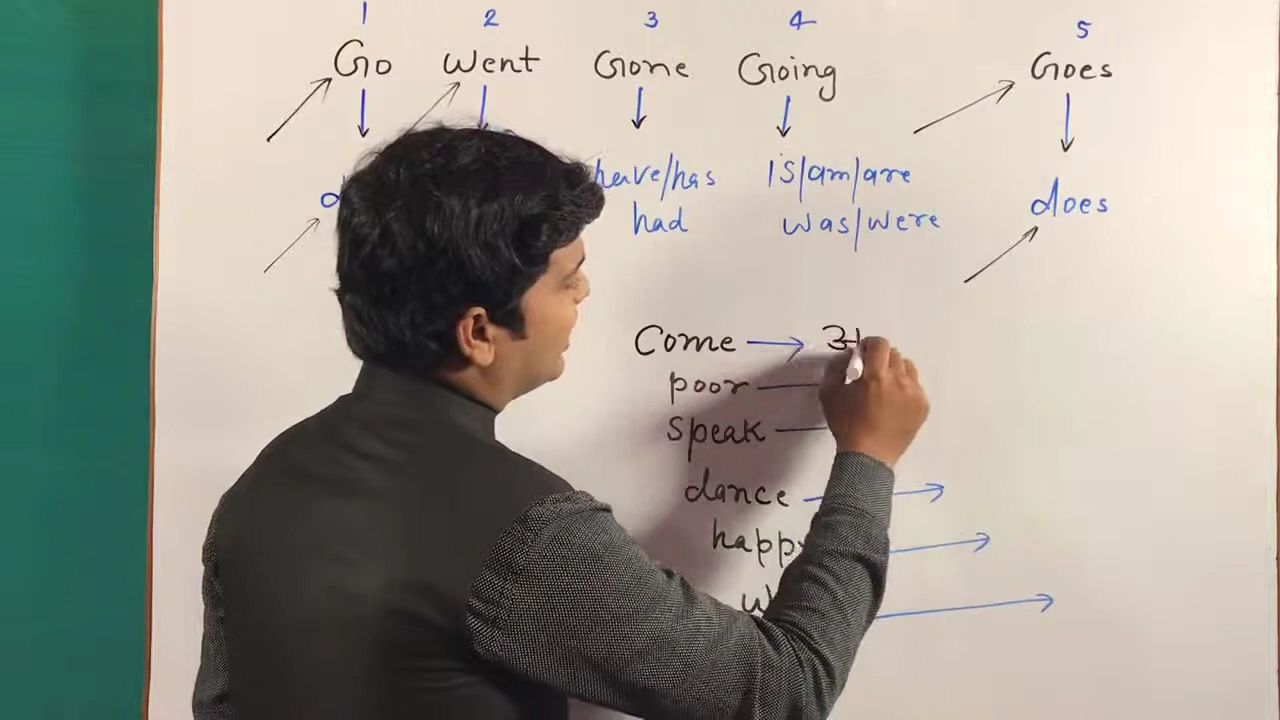 1 2 3 4 5
Go Went Gone Going Goes
have/has is/am/are does
had was/were
Come → 
poor
speak
dance →
happy →
→